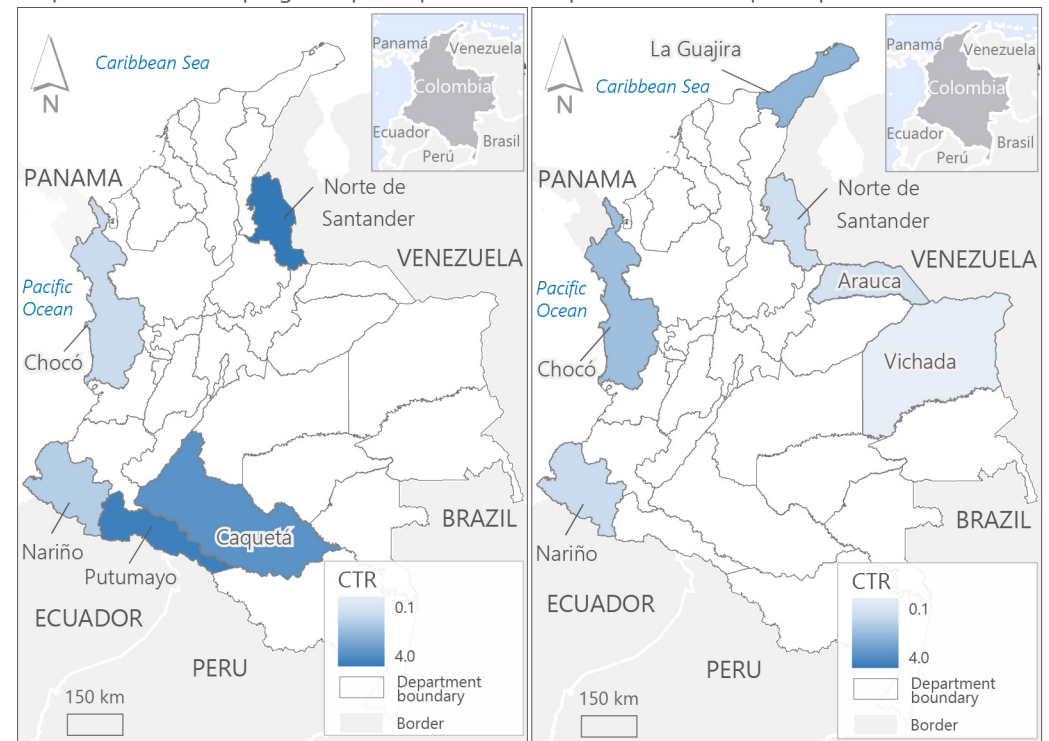 Caribbean Sea
N
Panamá
Venezuela
Colombia
Ecuador
Perú
Brasil
PANAMA
Norte de
Santander
VENEZUELA
Pacific
Ocean
Chocó
Nariño
Putumayo
Caquetá
BRAZIL
ECUADOR
PERU
150 km
CTR
0.1
4.0
Department
boundary
Border
La Guajira
Caribbean Sea
N
Panamá
Venezuela
Colombia
Ecuador
Perú
Brasil
PANAMA
Norte de
Santander
VENEZUELA
Arauca
Pacific
Ocean
Vichada
Chocó
Nariño
BRAZIL
ECUADOR
PERU
150 km
CTR
0.1
4.0
Department
boundary
Border